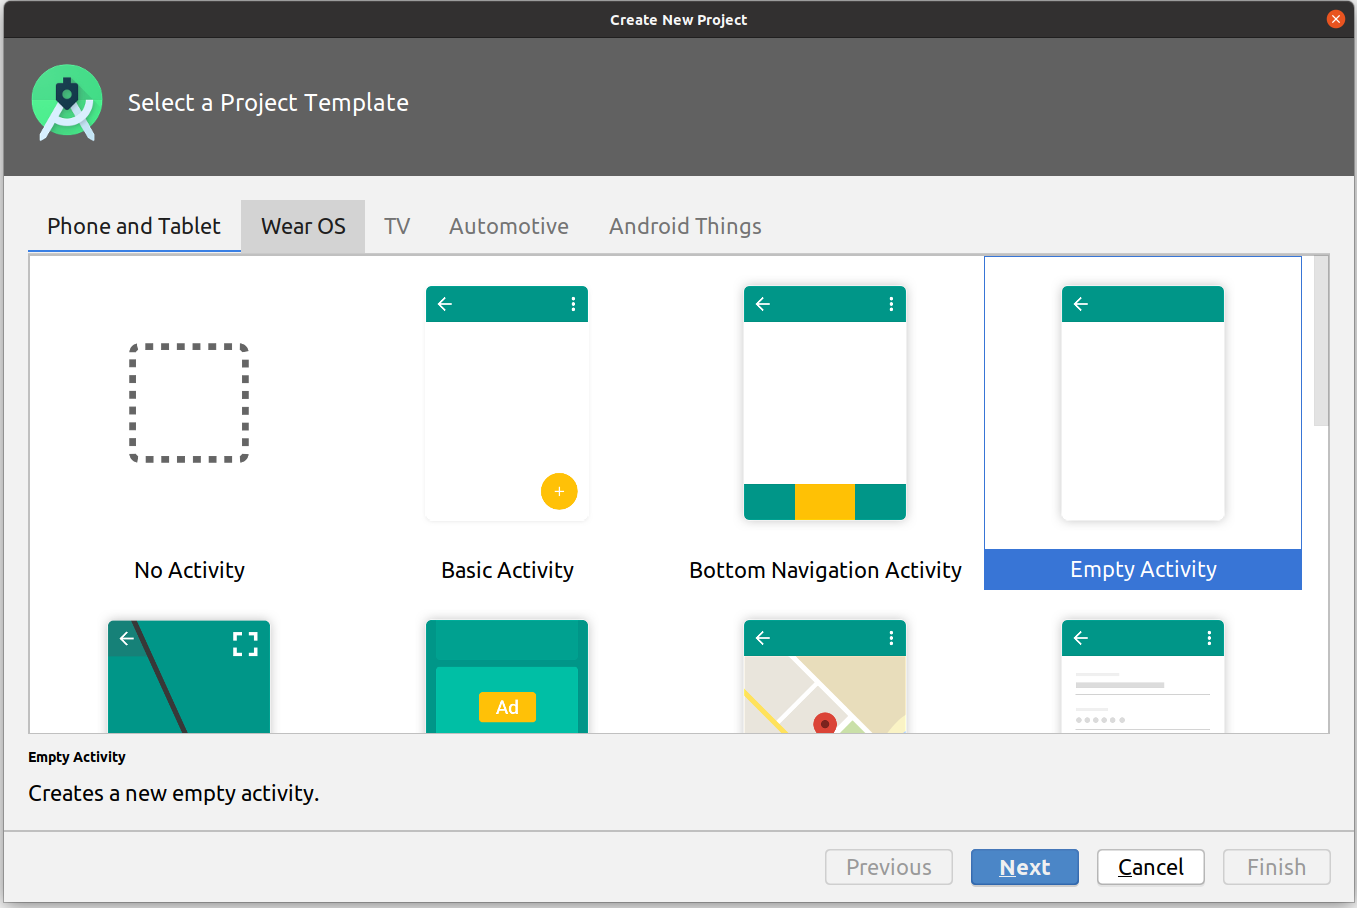 Create New Project
Select a Project Template
Phone and Tablet Wear OS TV Automotive Android Things
No Activity Basic Activity Bottom Navigation Activity Empty Activity
Ad
Empty Activity
Creates a new empty activity.
Previous Next Cancel Finish